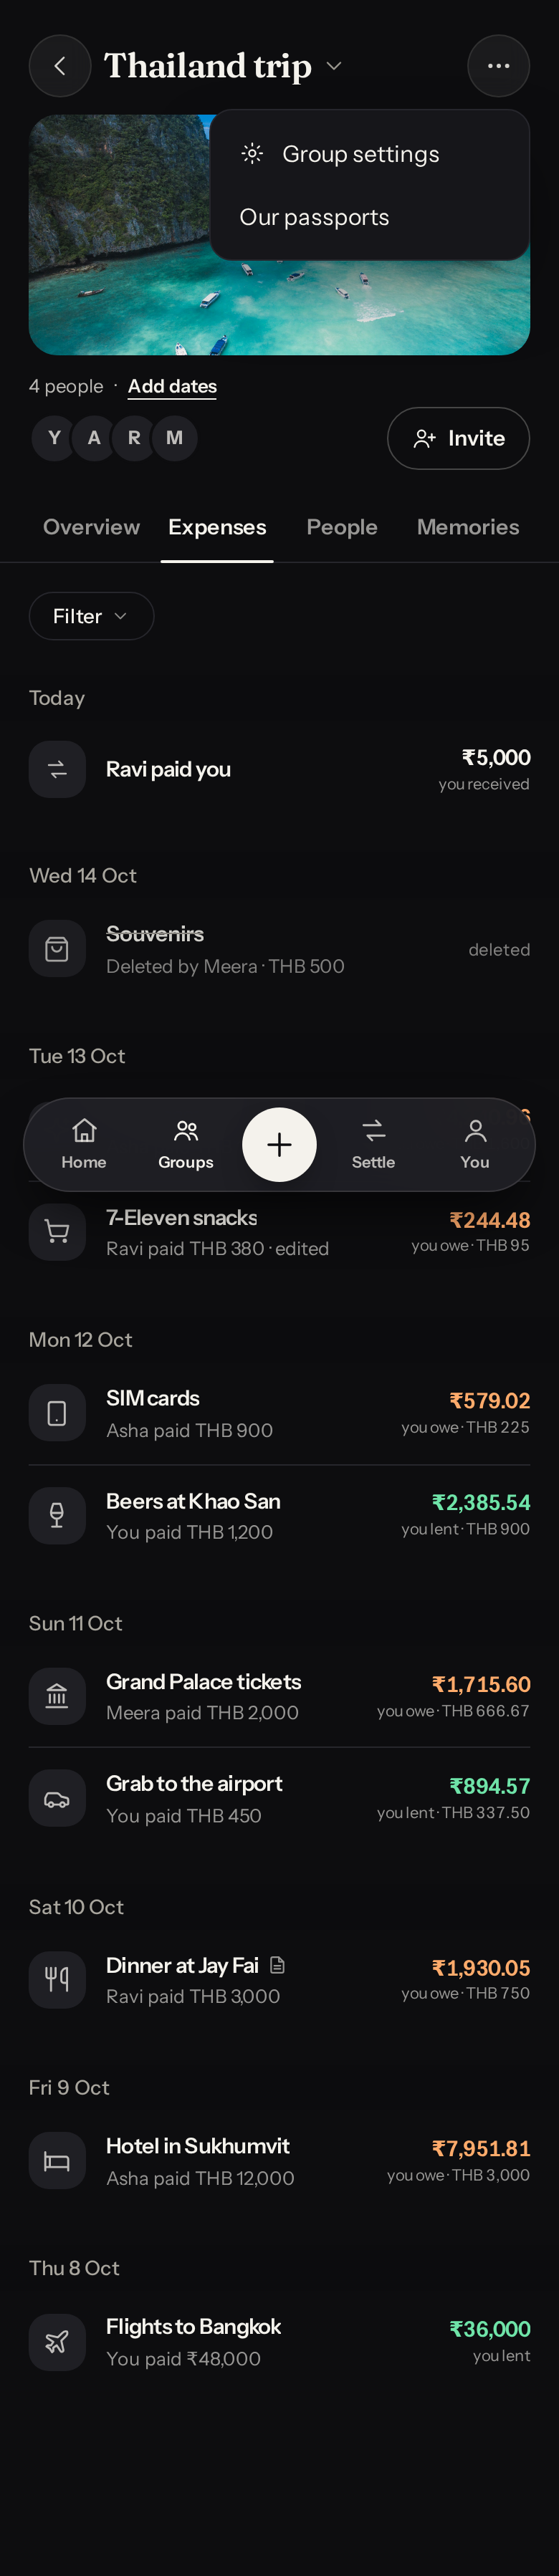 Thailand trip
Group settings
Our passports
4 people · Add dates
Y A R M
Invite
Overview Expenses People Memories
Filter
Today
Ravi paid you
₹5,000
you received
Wed 14 Oct
Souvenirs
Deleted by Meera · THB 500
deleted
Tue 13 Oct
Home Groups Settle You
7-Eleven snacks
Ravi paid THB 380 · edited
₹244.48
you owe · THB 95
Mon 12 Oct
SIM cards
Asha paid THB 900
₹579.02
you owe · THB 225
Beers at Khao San
You paid THB 1,200
₹2,385.54
you lent · THB 900
Sun 11 Oct
Grand Palace tickets
Meera paid THB 2,000
₹1,715.60
you owe · THB 666.67
Grab to the airport
You paid THB 450
₹894.57
you lent · THB 337.50
Sat 10 Oct
Dinner at Jay Fai
Ravi paid THB 3,000
₹1,930.05
you owe · THB 750
Fri 9 Oct
Hotel in Sukhumvit
Asha paid THB 12,000
₹7,951.81
you owe · THB 3,000
Thu 8 Oct
Flights to Bangkok
You paid ₹48,000
₹36,000
you lent